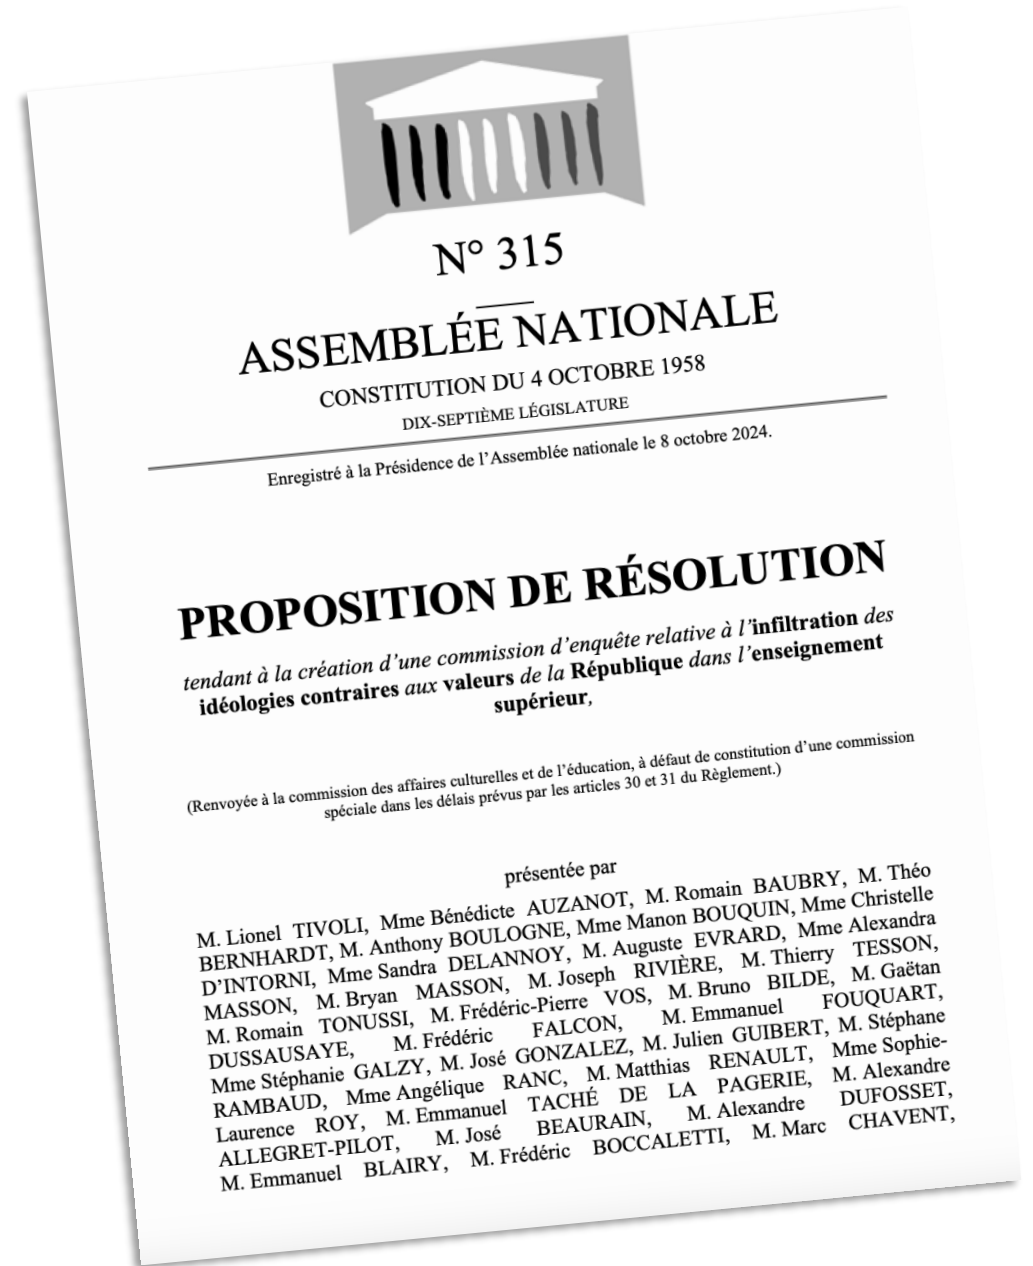 N° 315
ASSEMBLÉE NATIONALE
CONSTITUTION DU 4 OCTOBRE 1958
DIX-SEPTIÈME LÉGISLATURE
Enregistré à la Présidence de l’Assemblée nationale le 8 octobre 2024.
PROPOSITION DE RÉSOLUTION
tendant à la création d’une commission d’enquête relative à l’infiltration des
idéologies contraires aux valeurs de la République dans l’enseignement
supérieur,
(Renvoyée à la commission des affaires culturelles et de l’éducation, à défaut de constitution d’une commission
spéciale dans les délais prévus par les articles 30 et 31 du Règlement.)
présentée par
M. Lionel TIVOLI, Mme Bénédicte AUZANOT, M. Romain BAUBRY, M. Théo
BERNHARDT, M. Anthony BOULOGNE, Mme Manon BOUQUIN, Mme Christelle
D’INTORNI, Mme Sandra DELANNOY, M. Auguste EVRARD, Mme Alexandra
MASSON, M. Bryan MASSON, M. Joseph RIVIÈRE, M. Thierry TESSON,
M. Romain TONUSSI, M. Frédéric-Pierre VOS, M. Bruno BILDE, M. Gaëtan
DUSSAUSAYE, M. Frédéric FALCON, M. Emmanuel FOUQUART,
Mme Stéphanie GALZY, M. José GONZALEZ, M. Julien GUIBERT, M. Stéphane
RAMBAUD, Mme Angélique RANC, M. Matthias RENAULT, Mme Sophie-
Laurence ROY, M. Emmanuel TACHÉ DE LA PAGERIE, M. Alexandre
ALLEGRET-PILOT, M. José BEAURAIN, M. Alexandre DUFOSSET,
M. Emmanuel BLAIRY, M. Frédéric BOCCALETTI, M. Marc CHAVENT,